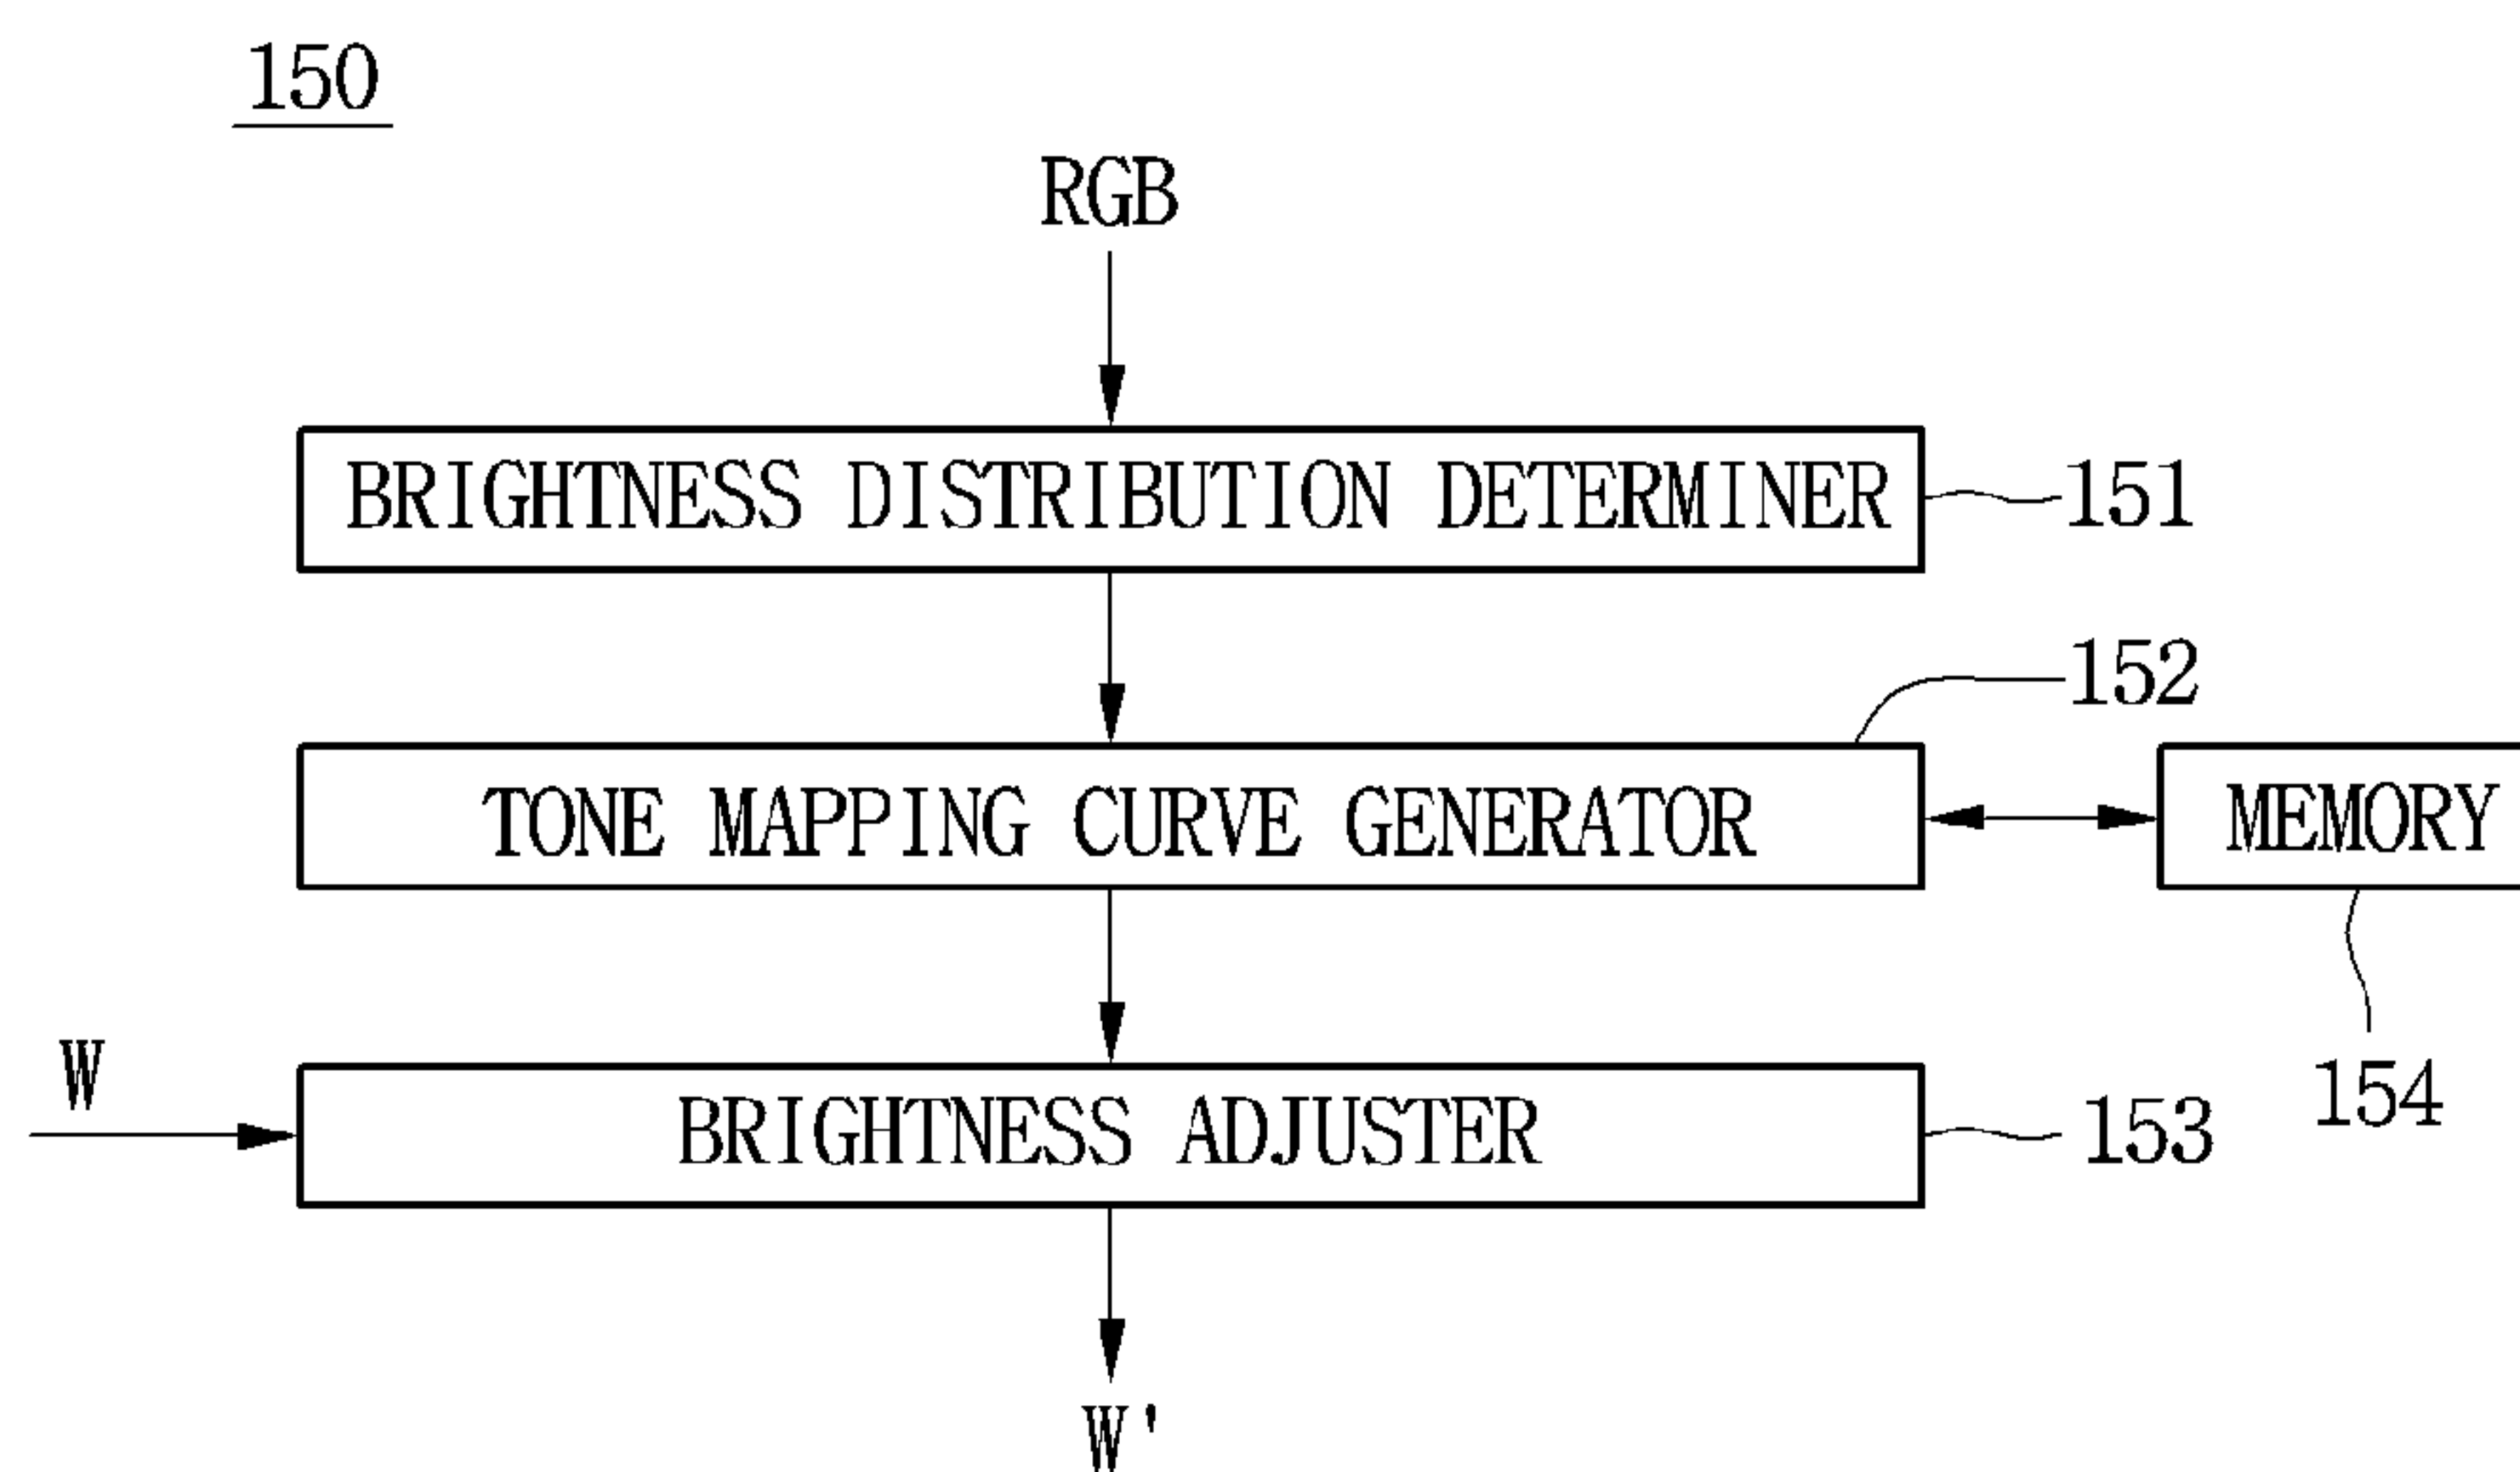 150
RGB
BRIGHTNESS DISTRIBUTION DETERMINER
151
152
TONE MAPPING CURVE GENERATOR
MEMORY
W
BRIGHTNESS ADJUSTER
153
154
W'